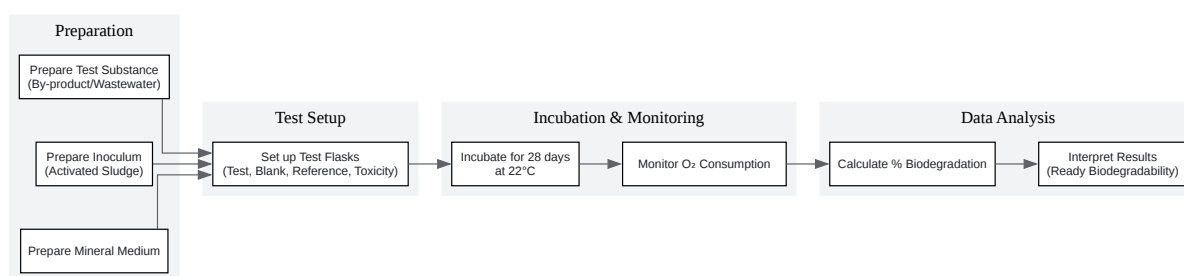 Preparation
Prepare Test Substance
(By-product/Wastewater)
Prepare Inoculum
(Activated Sludge)
Prepare Mineral Medium
Test Setup
Set up Test Flasks
(Test, Blank, Reference, Toxicity)
Incubation & Monitoring
Incubate for 28 days
at 22°C
Monitor O₂ Consumption
Data Analysis
Calculate % Biodegradation
Interpret Results
(Ready Biodegradability)